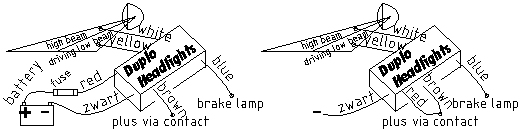 white
high beam
driving low beam
yellow
Duplo
Headlights
battery
fuse
red
blue
zwart
brown
+ -
brake lamp
plus via contact
white
high beam
driving low beam
yellow
Duplo
Headlights
blue
zwart
red
brown
-
brake lamp
plus via contact